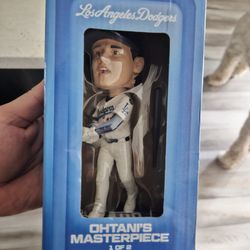 Los Angeles Dodgers
OHTANI'S
MASTERPIECE
1 OF 2